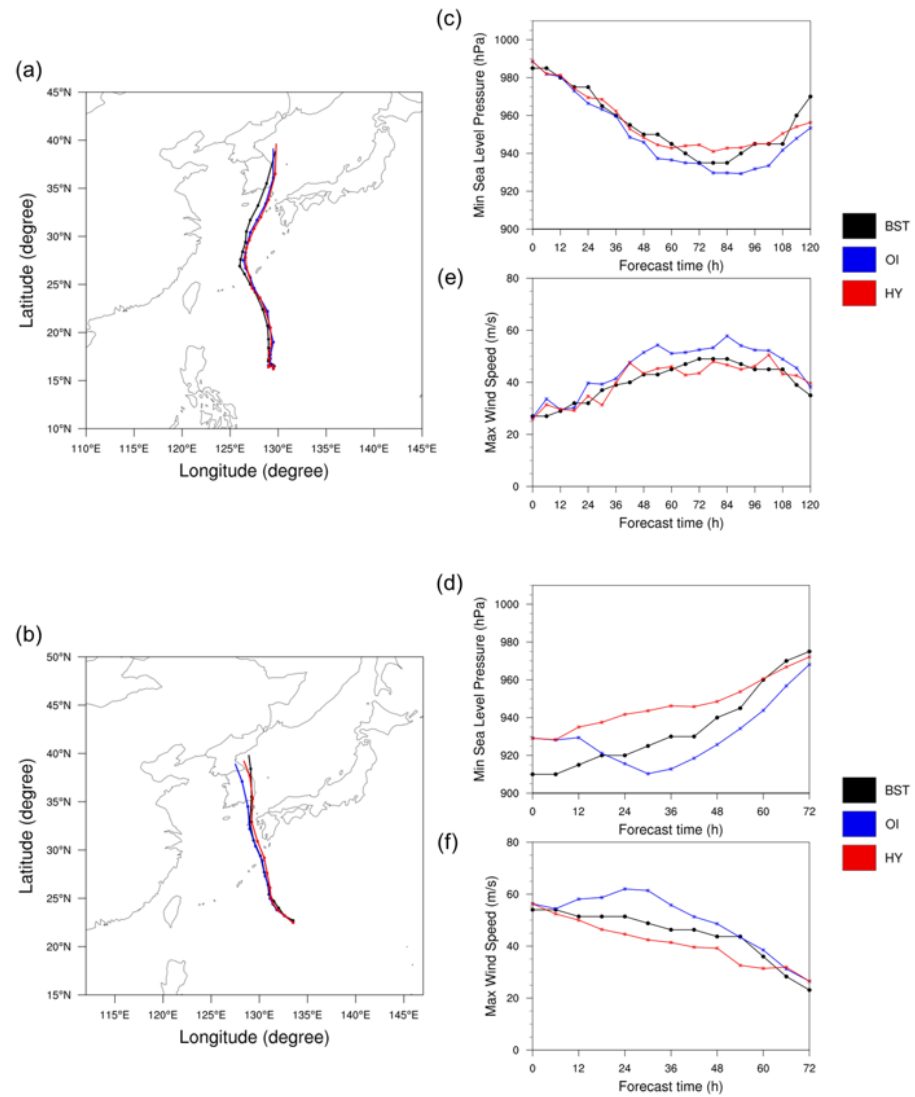 (a)
45°N
40°N
35°N
30°N
25°N
20°N
15°N
10°N
110°E 115°E 120°E 125°E 130°E 135°E 140°E 145°E
Latitude (degree)
Longitude (degree)
(c)
1000
980
960
940
920
900
0 12 24 36 48 60 72 84 96 108 120
Min Sea Level Pressure (hPa)
Forecast time (h)
(e)
80
60
40
20
0
0 12 24 36 48 60 72 84 96 108 120
Max Wind Speed (m/s)
Forecast time (h)
BST
OI
HY
(b)
50°N
45°N
40°N
35°N
30°N
25°N
20°N
15°N
115°E 120°E 125°E 130°E 135°E 140°E 145°E
Latitude (degree)
Longitude (degree)
(d)
1000
980
960
940
920
900
0 12 24 36 48 60 72
Min Sea Level Pressure (hPa)
Forecast time (h)
(f)
80
60
40
20
0
0 12 24 36 48 60 72
Max Wind Speed (m/s)
Forecast time (h)
BST
OI
HY